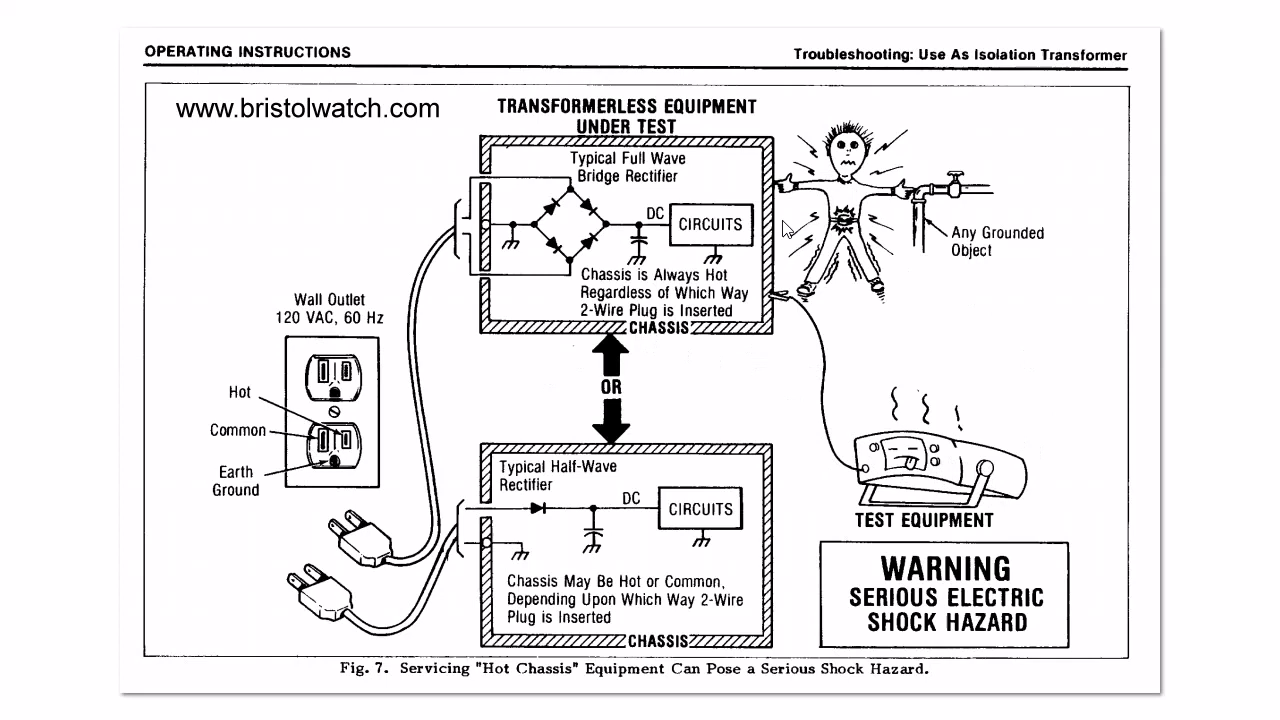 OPERATING INSTRUCTIONS
Troubleshooting: Use As Isolation Transformer
www.bristolwatch.com
TRANSFORMERLESS EQUIPMENT
UNDER TEST
Typical Full Wave
Bridge Rectifier
DC
CIRCUITS
Chassis is Always Hot
Regardless of Which Way
2-Wire Plug is Inserted
CHASSIS
Any Grounded
Object
Wall Outlet
120 VAC, 60 Hz
Hot
Common
Earth
Ground
OR
Typical Half-Wave
Rectifier
DC
CIRCUITS
Chassis May Be Hot or Common,
Depending Upon Which Way 2-Wire
Plug is Inserted
CHASSIS
TEST EQUIPMENT
WARNING
SERIOUS ELECTRIC
SHOCK HAZARD
Fig. 7. Servicing "Hot Chassis" Equipment Can Pose a Serious Shock Hazard.